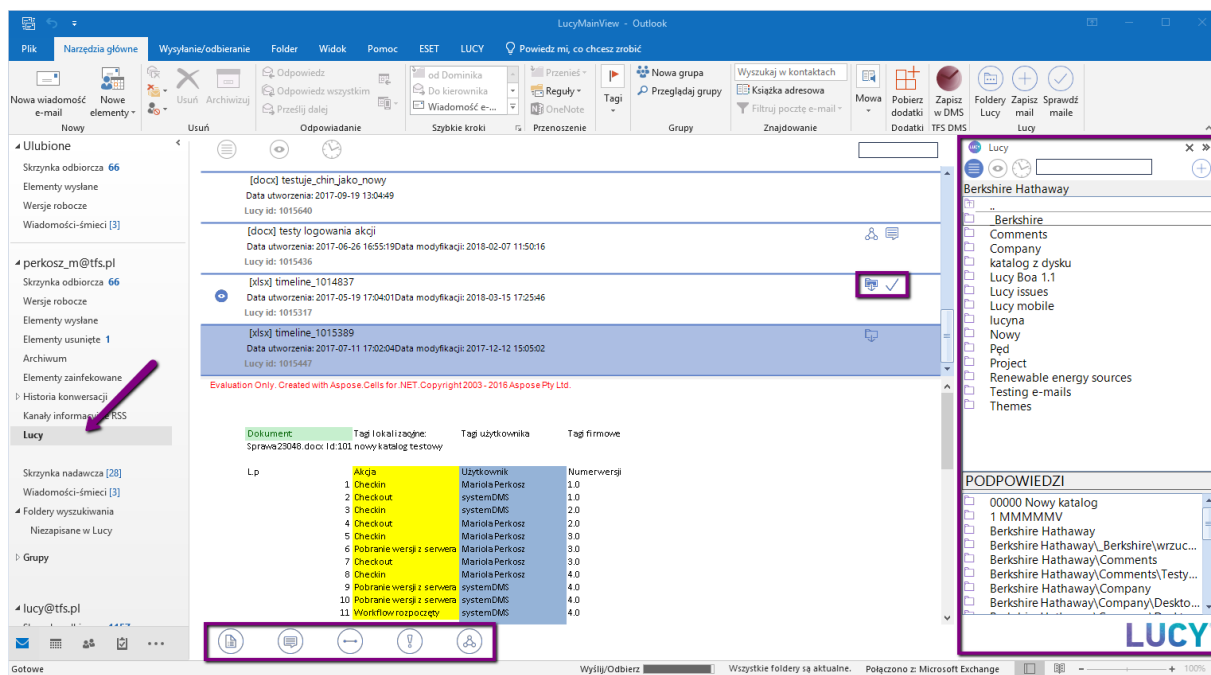 LucyMainView - Outlook
Plik Narzędzia główne Wysyłanie/odbieranie Folder Widok Pomoc ESET LUCY Powiedz mi, co chcesz zrobić
Nowa wiadomość e-mail
Nowe elementy
Nowy
Usuń Archiwizuj
Usuń
Odpowiedz
Odpowiedz wszystkim
Prześlij dalej
Odpowiadanie
od Dominika
Do kierownika
Wiadomość e-...
Szybkie kroki
Przenieś
Reguły
OneNote
Przenoszenie
Tagi
Nowa grupa
Przeglądaj grupy
Grupy
Wyszukaj w kontaktach
Książka adresowa
Filtruj pocztę e-mail
Znajdowanie
Mowa
Pobierz dodatki
Dodatki
Zapisz w DMS
TFS DMS
Foldery Lucy
Zapisz mail
Sprawdź maile
Lucy
Ulubione
Skrzynka odbiorcza 66
Elementy wysłane
Wersje robocze
Wiadomości-śmieci [3]
perkosz_m@tfs.pl
Skrzynka odbiorcza 66
Wersje robocze
Elementy wysłane
Elementy usunięte 1
Archiwum
Elementy zainfekowane
Historia konwersacji
Kanały RSS
Lucy
Skrzynka nadawcza [28]
Wiadomości-śmieci [3]
Foldery wyszukiwania
Niezapisane w Lucy
Grupy
lucy@tfs.pl
[docx] testuje_chin_jako_nowy
Data utworzenia: 2017-09-19 13:04:49
Lucy id: 1015640
[docx] testy logowania akcji
Data utworzenia: 2017-06-26 16:55:19Data modyfikacji: 2018-02-07 11:50:16
Lucy id: 1015436
[xlsx] timeline_1014837
Data utworzenia: 2017-05-19 17:04:01Data modyfikacji: 2018-03-15 17:25:46
Lucy id: 1015317
[xlsx] timeline_1015389
Data utworzenia: 2017-07-11 17:02:04Data modyfikacji: 2017-12-12 15:05:02
Lucy id: 1015447
Evaluation Only. Created with Aspose.Cells for .NET.Copyright 2003 - 2016 Aspose Pty Ltd.
Dokument Tagi lokalizacyjne: Tagi użytkownika Tagi firmowe
Sprawa23048.docx Id:101 nowy katalog testowy
L.p Akcja Użytkownik Numer wersji
1 Checkin Mariola Perkosz 1.0
2 Checkout systemDMS 1.0
3 Checkin systemDMS 2.0
4 Checkout Mariola Perkosz 2.0
5 Checkin Mariola Perkosz 3.0
6 Pobranie wersji z serwera Mariola Perkosz 3.0
7 Checkout Mariola Perkosz 3.0
8 Checkin Mariola Perkosz 4.0
9 Pobranie wersji z serwera systemDMS 4.0
10 Pobranie wersji z serwera systemDMS 4.0
11 Workflow rozpoczęty systemDMS 4.0
LUCY Lucy
Berkshire Hathaway
..
_Berkshire
Comments
Company
katalog z dysku
Lucy Boa 1.1
Lucy issues
Lucy mobile
lucyna
Nowy
Pęd
Project
Renewable energy sources
Testing e-mails
Themes
PODPOWIEDZI
00000 Nowy katalog
1 MMMMMV
Berkshire Hathaway
Berkshire Hathaway\_Berkshire\wrzuc...
Berkshire Hathaway\Comments
Berkshire Hathaway\Comments\Testy...
Berkshire Hathaway\Company
Berkshire Hathaway\Company\Deskto...
LUCY
Gotowe
Wyślij/Odbierz
Wszystkie foldery są aktualne.
Połączono z: Microsoft Exchange
100%